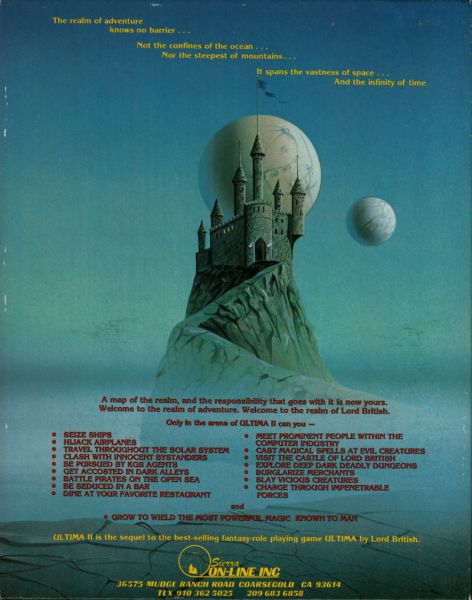 The realm of adventure
knows no barrier . . .
Not the confines of the ocean . . .
Nor the steepest of mountains. . .
It spans the vastness of space . . .
And the infinity of time.
A map of the realm, and the responsibility that goes with it is now yours.
Welcome to the realm of adventure. Welcome to the realm of Lord British.
Only in the arena of ULTIMA II can you —
• SEIZE SHIPS
• HIJACK AIRPLANES
• TRAVEL THROUGHOUT THE SOLAR SYSTEM
• CLASH WITH INNOCENT BYSTANDERS
• BE PURSUED BY KGB AGENTS
• GET ACCOSTED IN DARK ALLEYS
• BATTLE PIRATES ON THE OPEN SEA
• BE SEDUCED IN A BAR
• DINE AT YOUR FAVORITE RESTAURANT
• MEET PROMINENT PEOPLE WITHIN THE
COMPUTER INDUSTRY
• CAST MAGICAL SPELLS AT EVIL CREATURES
• VISIT THE CASTLE OF LORD BRITISH
• EXPLORE DEEP DARK DEADLY DUNGEONS
• BURGLARIZE MERCHANTS
• SLAY VICIOUS CREATURES
• CHARGE THROUGH IMPENETRABLE
FORCES
and
• GROW TO WIELD THE MOST POWERFUL MAGIC KNOWN TO MAN
ULTIMA II is the sequel to the best-selling fantasy-role playing game ULTIMA by Lord British.
Sierra
ON-LINE INC
36575 MUDGE RANCH ROAD COARSEGOLD CA 93614
TLX 910 362 5025 209 683 6858